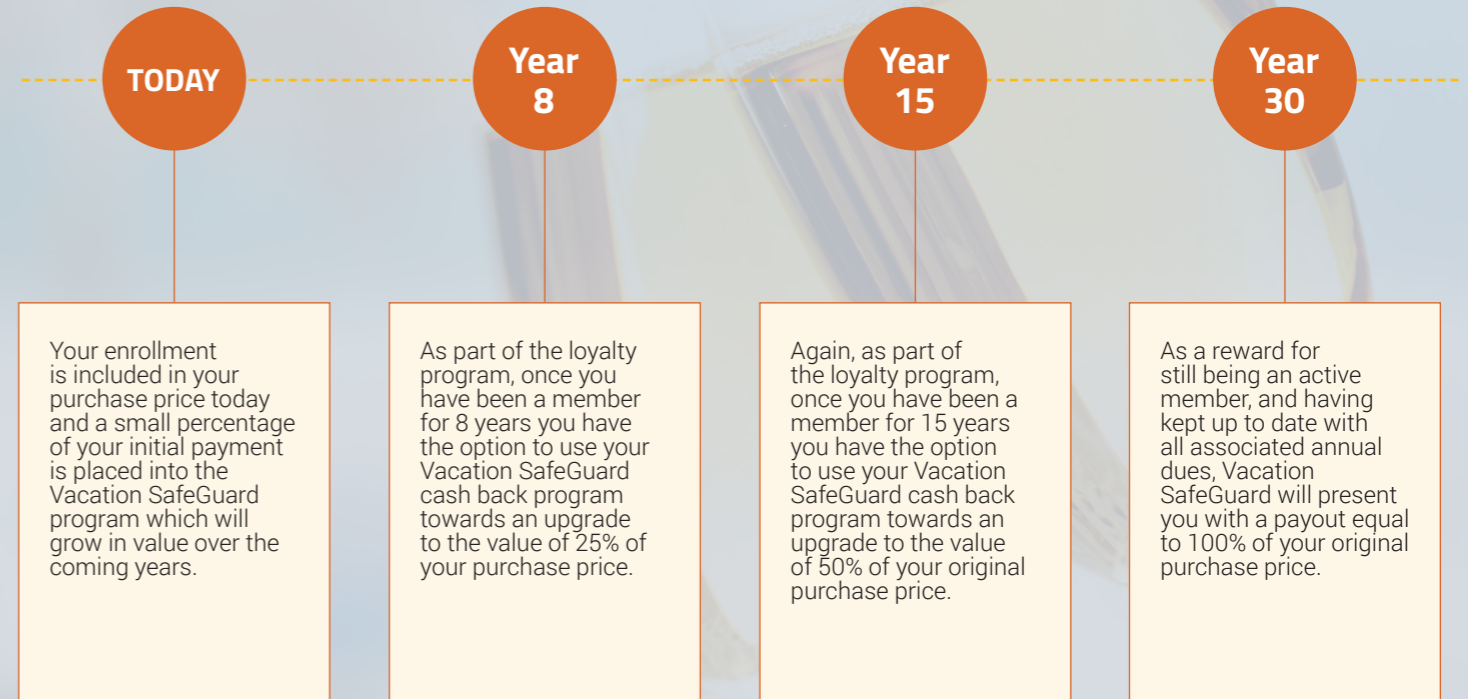 TODAY
Your enrollment
is included in your
purchase price today
and a small percentage
of your initial payment
is placed into the
Vacation SafeGuard
program which will
grow in value over the
coming years.
Year
8
As part of the loyalty
program, once you
have been a member
for 8 years you have
the option to use your
Vacation SafeGuard
cash back program
towards an upgrade
to the value of 25% of
your purchase price.
Year
15
Again, as part of
the loyalty program,
once you have been a
member for 15 years
you have the option
to use your Vacation
SafeGuard cash back
program towards an
upgrade to the value
of 50% of your original
purchase price.
Year
30
As a reward for
still being an active
member, and having
kept up to date with
all associated annual
dues, Vacation
SafeGuard will present
you with a payout equal
to 100% of your original
purchase price.